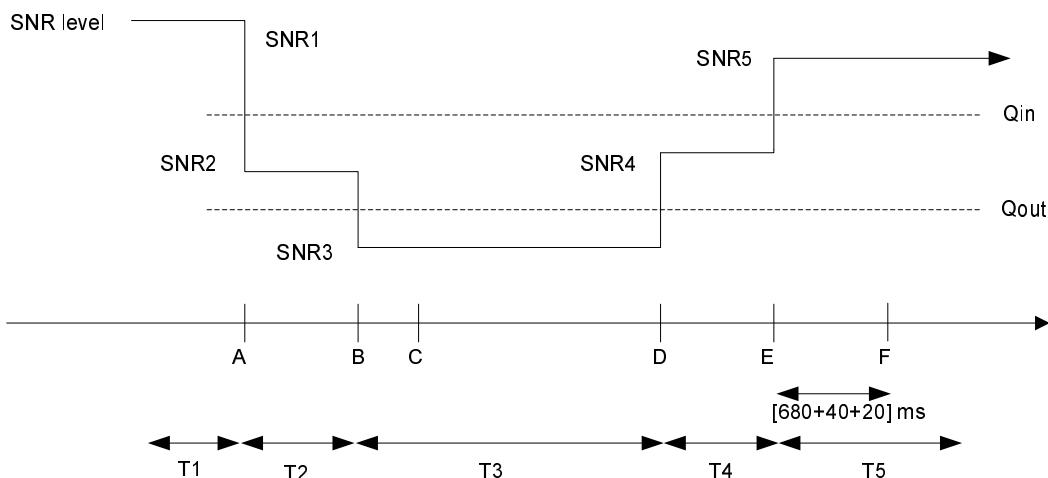 SNR level
SNR1
SNR5
Qin
SNR2
SNR4
Qout
SNR3
A
B
C
D
E
F
[680+40+20] ms
T1
T2
T3
T4
T5